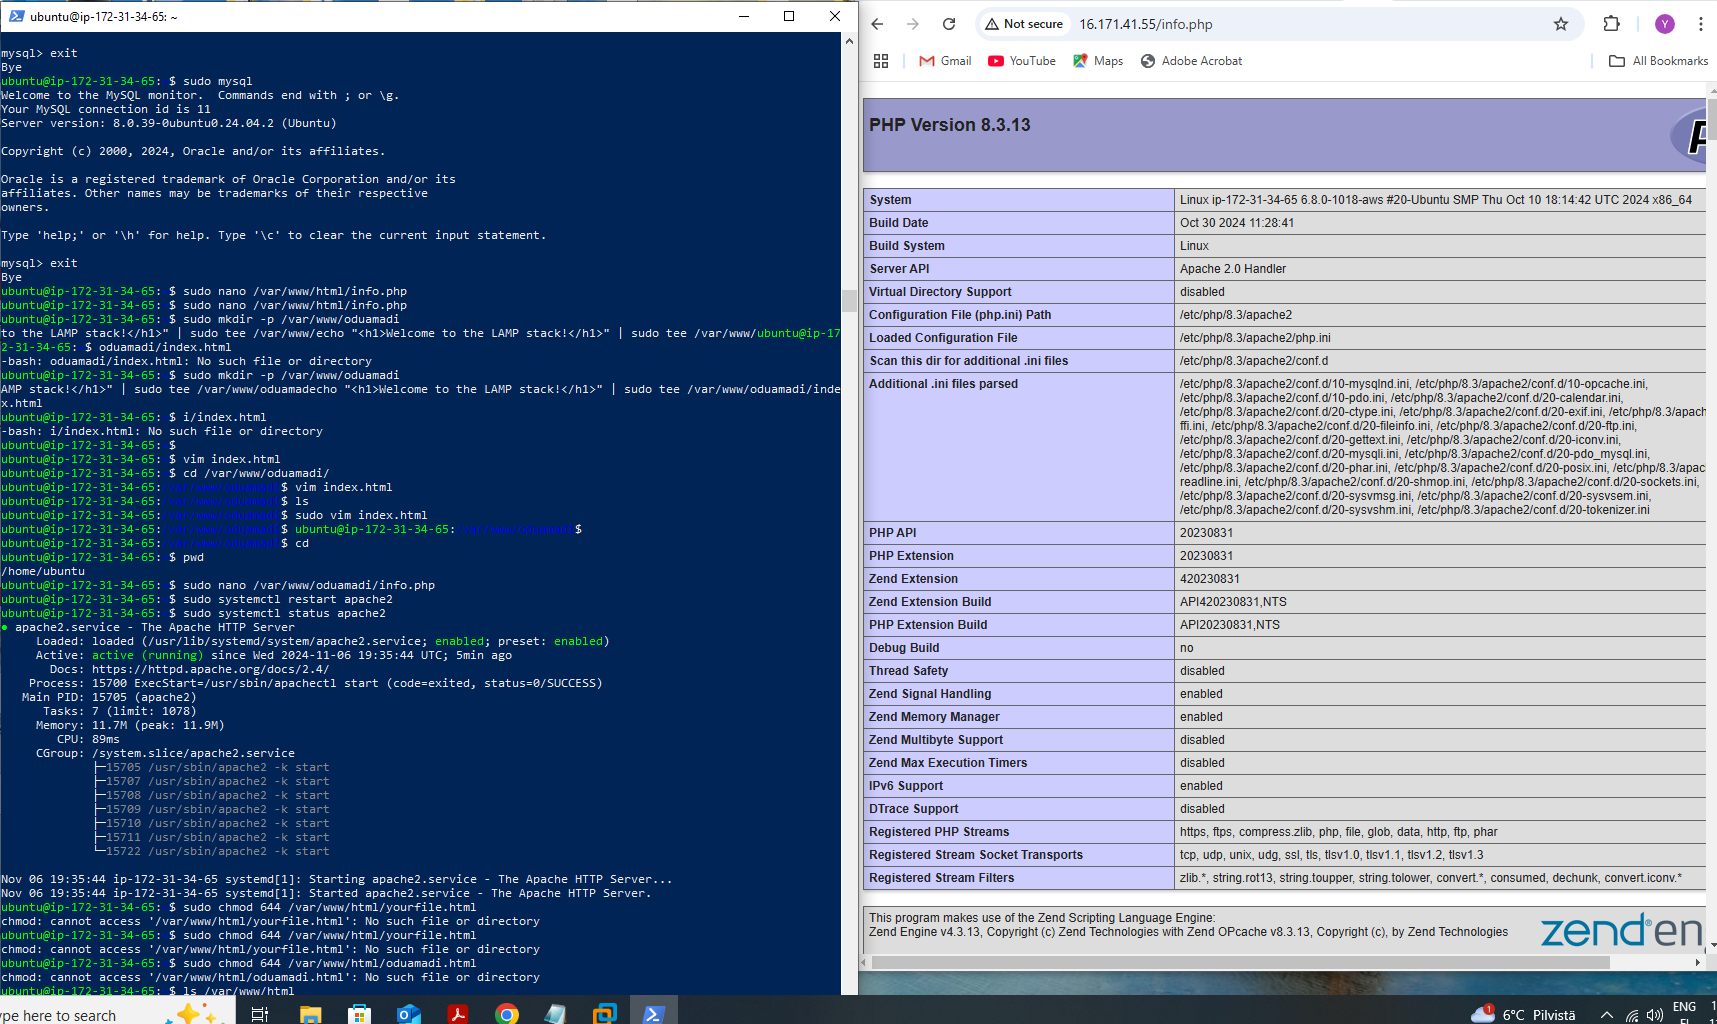 ubuntu@ip-172-31-34-65: ~
mysql> exit
Bye
ubuntu@ip-172-31-34-65: $ sudo mysql
Welcome to the MySQL monitor.  Commands end with ; or \g.
Your MySQL connection id is 11
Server version: 8.0.39-0ubuntu0.24.04.2 (Ubuntu)
Copyright (c) 2000, 2024, Oracle and/or its affiliates.
Oracle is a registered trademark of Oracle Corporation and/or its
affiliates. Other names may be trademarks of their respective
owners.
Type 'help;' or '\h' for help. Type '\c' to clear the current input statement.
mysql> exit
Bye
ubuntu@ip-172-31-34-65: $ sudo nano /var/www/html/info.php
ubuntu@ip-172-31-34-65: $ sudo nano /var/www/html/info.php
ubuntu@ip-172-31-34-65: $ sudo mkdir -p /var/www/oduamadi
to the LAMP stack!</h1>" | sudo tee /var/www/echo "<h1>Welcome to the LAMP stack!</h1>" | sudo tee /var/www/ubuntu@ip-17
2-31-34-65: $ oduamadi/index.html
-bash: oduamadi/index.html: No such file or directory
ubuntu@ip-172-31-34-65: $ sudo mkdir -p /var/www/oduamadi
AMP stack!</h1>" | sudo tee /var/www/oduamadecho "<h1>Welcome to the LAMP stack!</h1>" | sudo tee /var/www/oduamadi/inde
x.html
ubuntu@ip-172-31-34-65: $ i/index.html
-bash: i/index.html: No such file or directory
ubuntu@ip-172-31-34-65: $
ubuntu@ip-172-31-34-65: $ vim index.html
ubuntu@ip-172-31-34-65: $ cd /var/www/oduamadi/
ubuntu@ip-172-31-34-65:/var/www/oduamadi$ vim index.html
ubuntu@ip-172-31-34-65:/var/www/oduamadi$ ls
ubuntu@ip-172-31-34-65:/var/www/oduamadi$ sudo vim index.html
ubuntu@ip-172-31-34-65:/var/www/oduamadi$ ubuntu@ip-172-31-34-65:/var/www/oduamadi$
ubuntu@ip-172-31-34-65:/var/www/oduamadi$ cd
ubuntu@ip-172-31-34-65: $ pwd
/home/ubuntu
ubuntu@ip-172-31-34-65: $ sudo nano /var/www/oduamadi/info.php
ubuntu@ip-172-31-34-65: $ sudo systemctl restart apache2
ubuntu@ip-172-31-34-65: $ sudo systemctl status apache2
● apache2.service - The Apache HTTP Server
Loaded: loaded (/usr/lib/systemd/system/apache2.service; enabled; preset: enabled)
Active: active (running) since Wed 2024-11-06 19:35:44 UTC; 5min ago
Docs: https://httpd.apache.org/docs/2.4/
Process: 15700 ExecStart=/usr/sbin/apachectl start (code=exited, status=0/SUCCESS)
Main PID: 15705 (apache2)
Tasks: 7 (limit: 1078)
Memory: 11.7M (peak: 11.9M)
CPU: 89ms
CGroup: /system.slice/apache2.service
├─15705 /usr/sbin/apache2 -k start
├─15707 /usr/sbin/apache2 -k start
├─15708 /usr/sbin/apache2 -k start
├─15709 /usr/sbin/apache2 -k start
├─15710 /usr/sbin/apache2 -k start
├─15711 /usr/sbin/apache2 -k start
└─15722 /usr/sbin/apache2 -k start
Nov 06 19:35:44 ip-172-31-34-65 systemd[1]: Starting apache2.service - The Apache HTTP Server...
Nov 06 19:35:44 ip-172-31-34-65 systemd[1]: Started apache2.service - The Apache HTTP Server.
ubuntu@ip-172-31-34-65: $ sudo chmod 644 /var/www/html/yourfile.html
chmod: cannot access '/var/www/html/yourfile.html': No such file or directory
ubuntu@ip-172-31-34-65: $ sudo chmod 644 /var/www/html/yourfile.html
chmod: cannot access '/var/www/html/yourfile.html': No such file or directory
ubuntu@ip-172-31-34-65: $ sudo chmod 644 /var/www/html/oduamadi.html
chmod: cannot access '/var/www/html/oduamadi.html': No such file or directory
ubuntu@ip-172-31-34-65: $ ls /var/www/html
Not secure 16.171.41.55/info.php Y
Gmail YouTube Maps Adobe Acrobat All Bookmarks
PHP Version 8.3.13
System Linux ip-172-31-34-65 6.8.0-1018-aws #20-Ubuntu SMP Thu Oct 10 18:14:42 UTC 2024 x86_64
Build Date Oct 30 2024 11:28:41
Build System Linux
Server API Apache 2.0 Handler
Virtual Directory Support disabled
Configuration File (php.ini) Path /etc/php/8.3/apache2
Loaded Configuration File /etc/php/8.3/apache2/php.ini
Scan this dir for additional .ini files /etc/php/8.3/apache2/conf.d
Additional .ini files parsed /etc/php/8.3/apache2/conf.d/10-mysqlnd.ini, /etc/php/8.3/apache2/conf.d/10-opcache.ini,
/etc/php/8.3/apache2/conf.d/10-pdo.ini, /etc/php/8.3/apache2/conf.d/20-calendar.ini,
/etc/php/8.3/apache2/conf.d/20-ctype.ini, /etc/php/8.3/apache2/conf.d/20-exif.ini, /etc/php/8.3/apach
ffi.ini, /etc/php/8.3/apache2/conf.d/20-fileinfo.ini, /etc/php/8.3/apache2/conf.d/20-ftp.ini,
/etc/php/8.3/apache2/conf.d/20-gettext.ini, /etc/php/8.3/apache2/conf.d/20-iconv.ini,
/etc/php/8.3/apache2/conf.d/20-mysqli.ini, /etc/php/8.3/apache2/conf.d/20-pdo_mysql.ini,
/etc/php/8.3/apache2/conf.d/20-phar.ini, /etc/php/8.3/apache2/conf.d/20-posix.ini, /etc/php/8.3/apac
readline.ini, /etc/php/8.3/apache2/conf.d/20-shmop.ini, /etc/php/8.3/apache2/conf.d/20-sockets.ini,
/etc/php/8.3/apache2/conf.d/20-sysvmsg.ini, /etc/php/8.3/apache2/conf.d/20-sysvsem.ini,
/etc/php/8.3/apache2/conf.d/20-sysvshm.ini, /etc/php/8.3/apache2/conf.d/20-tokenizer.ini
PHP API 20230831
PHP Extension 20230831
Zend Extension 420230831
Zend Extension Build API420230831,NTS
PHP Extension Build API20230831,NTS
Debug Build no
Thread Safety disabled
Zend Signal Handling enabled
Zend Memory Manager enabled
Zend Multibyte Support disabled
Zend Max Execution Timers disabled
IPv6 Support enabled
DTrace Support disabled
Registered PHP Streams https, ftps, compress.zlib, php, file, glob, data, http, ftp, phar
Registered Stream Socket Transports tcp, udp, unix, udg, ssl, tls, tlsv1.0, tlsv1.1, tlsv1.2, tlsv1.3
Registered Stream Filters zlib.*, string.rot13, string.toupper, string.tolower, convert.*, consumed, dechunk, convert.iconv.*
This program makes use of the Zend Scripting Language Engine:
Zend Engine v4.3.13, Copyright (c) Zend Technologies with Zend OPcache v8.3.13, Copyright (c), by Zend Technologies
zend®en
ype here to search
1 6°C Pilvistä ENG